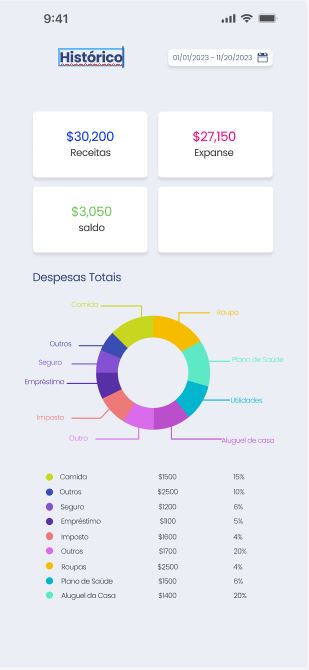 9:41
Histórico
01/01/2023 - 11/20/2023
$30,200
Receitas
$27,150
Expanse
$3,050
saldo
Despesas Totais
Comida
Roupa
Outros
Plano de Saúde
Seguro
Empréstimo
Utilidades
Imposto
Outro
Aluguel de casa
Comida $1500 15%
Outros $2500 10%
Seguro $1200 6%
Empréstimo $1100 5%
Imposto $1600 4%
Outros $1700 20%
Roupas $2500 4%
Plano de Saúde $1500 6%
Aluguel da Casa $1400 20%